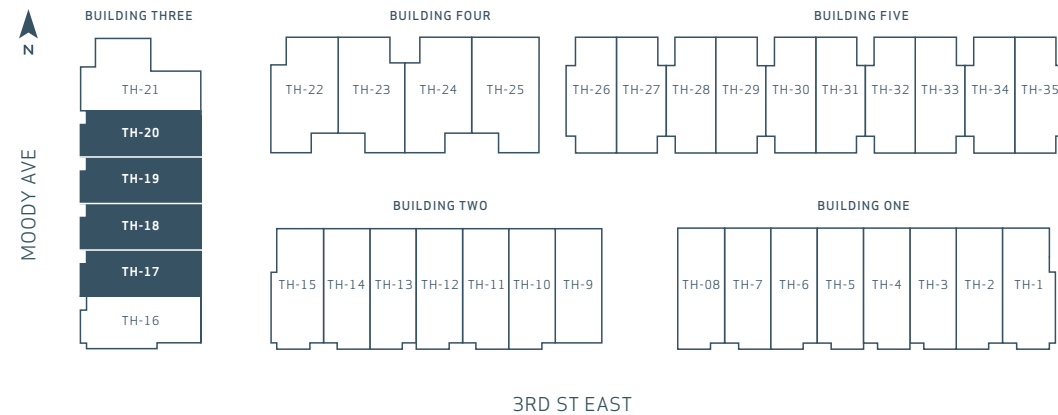 BUILDING THREE
BUILDING FOUR
BUILDING FIVE
N
TH-21
TH-20
TH-19
TH-18
TH-17
TH-16
TH-22 TH-23 TH-24 TH-25
TH-26 TH-27 TH-28 TH-29 TH-30 TH-31 TH-32 TH-33 TH-34 TH-35
MOODY AVE
BUILDING TWO
BUILDING ONE
TH-15 TH-14 TH-13 TH-12 TH-11 TH-10 TH-9
TH-08 TH-7 TH-6 TH-5 TH-4 TH-3 TH-2 TH-1
3RD ST EAST